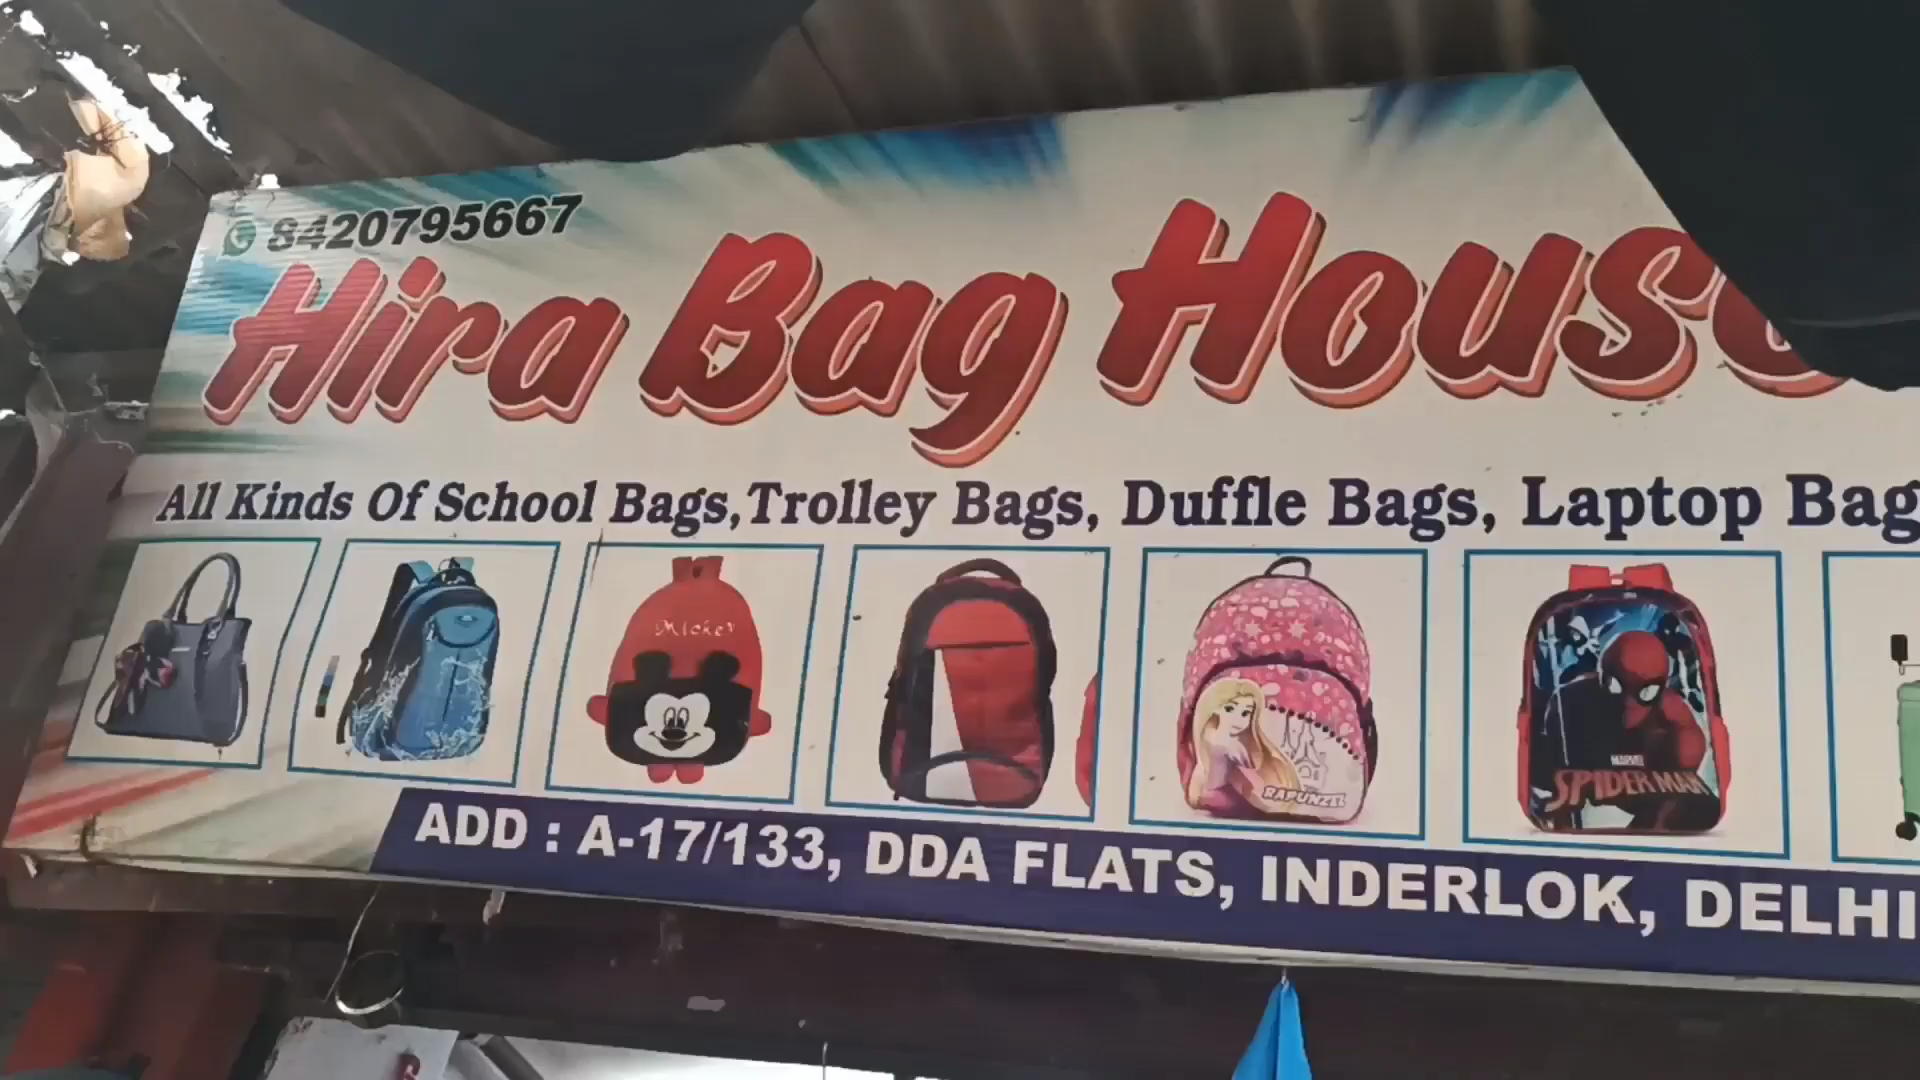 8420795667
Hira Bag House
All Kinds Of School Bags, Trolley Bags, Duffle Bags, Laptop Bag
Mickey
RAPUNZEL
MARVEL
SPIDER MAN
ADD : A-17/133, DDA FLATS, INDERLOK, DELHI